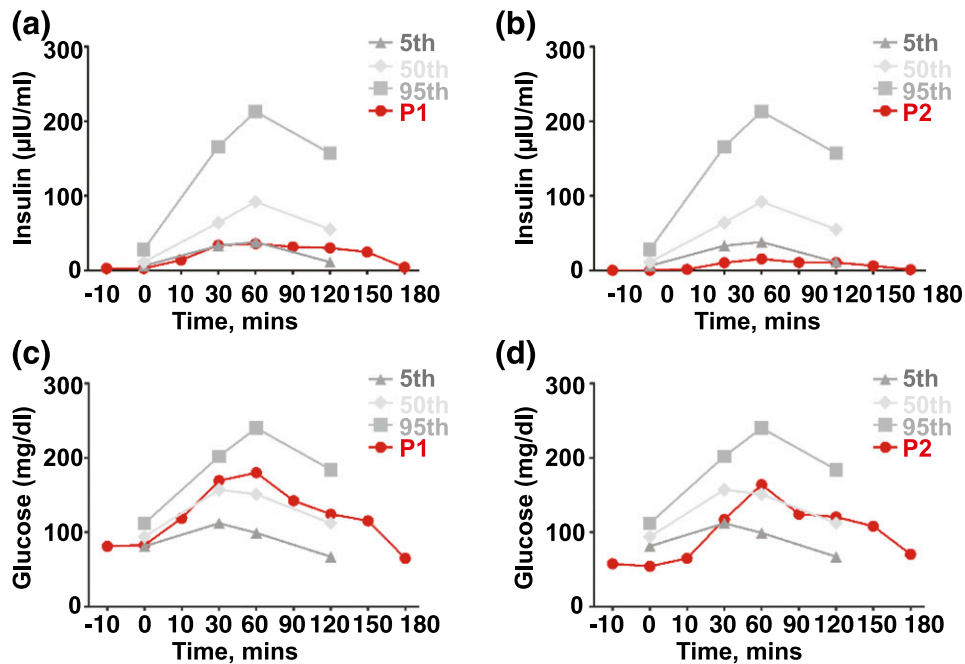 (a)
300
200
100
0
Insulin (µIU/ml)
5th
50th
95th
P1
-10 0 10 30 60 90 120 150 180
Time, mins
(b)
300
200
100
0
Insulin (µIU/ml)
5th
50th
95th
P2
-10 0 10 30 60 90 120 150 180
Time, mins
(c)
300
200
100
0
Glucose (mg/dl)
5th
50th
95th
P1
-10 0 10 30 60 90 120 150 180
Time, mins
(d)
300
200
100
0
Glucose (mg/dl)
5th
50th
95th
P2
-10 0 10 30 60 90 120 150 180
Time, mins